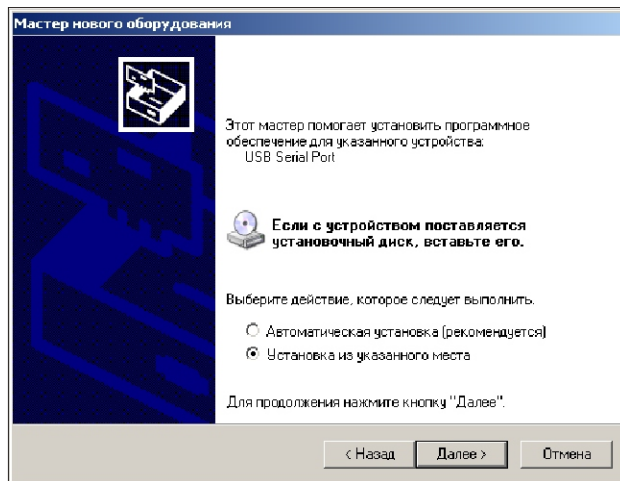 Мастер нового оборудования
Этот мастер помогает установить программное
обеспечение для указанного устройства:
USB Serial Port
Если с устройством поставляется
установочный диск, вставьте его.
Выберите действие, которое следует выполнить.
Автоматическая установка (рекомендуется)
Установка из указанного места
Для продолжения нажмите кнопку "Далее".
< Назад
Далее >
Отмена